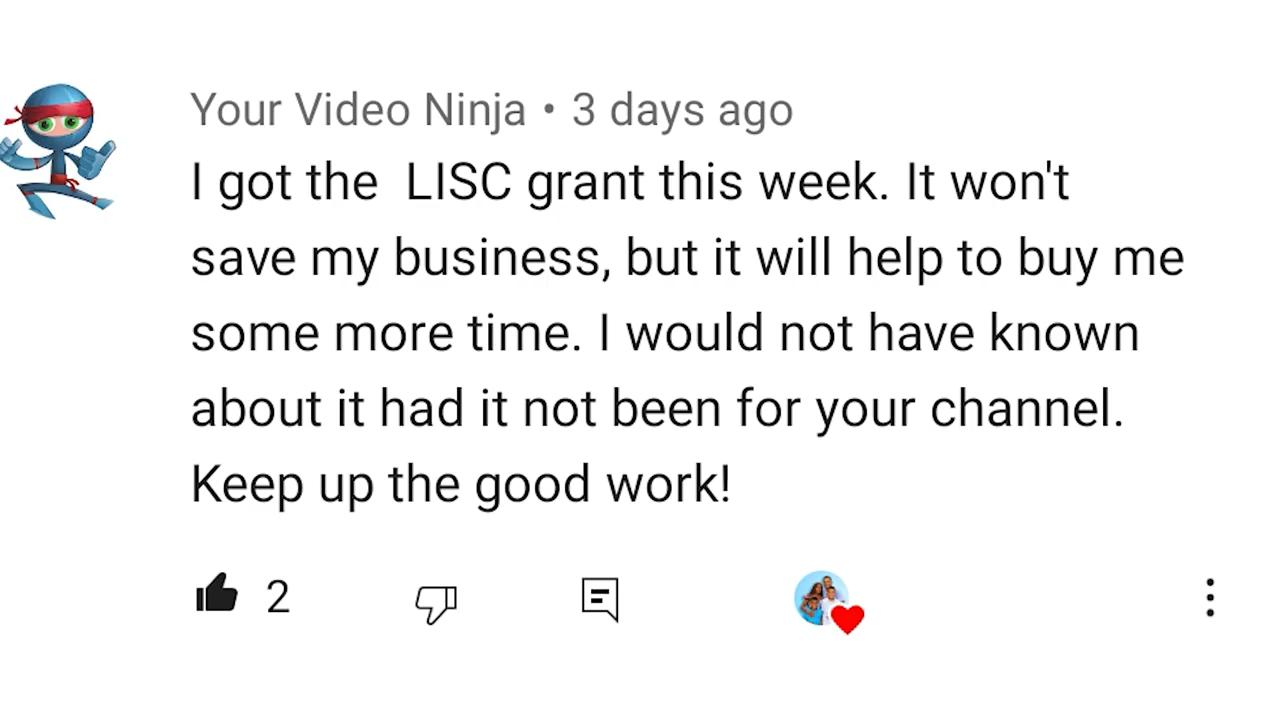 Your Video Ninja • 3 days ago
I got the  LISC grant this week. It won't
save my business, but it will help to buy me
some more time. I would not have known
about it had it not been for your channel.
Keep up the good work!
2